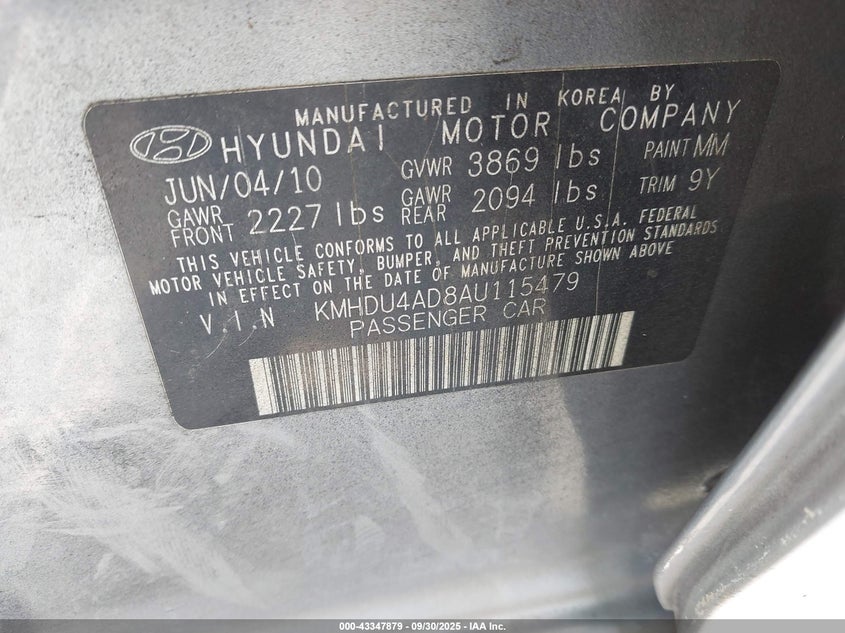 MANUFACTURED IN KOREA BY
HYUNDAI MOTOR COMPANY
JUN/04/10 GVWR 3869 lbs PAINT MM
GAWR FRONT 2227 lbs GAWR REAR 2094 lbs TRIM 9Y
THIS VEHICLE CONFORMS TO ALL APPLICABLE U.S.A. FEDERAL
MOTOR VEHICLE SAFETY, BUMPER, AND THEFT PREVENTION STANDARDS
IN EFFECT ON THE DATE OF MANUFACTURE SHOWN ABOVE
V.I.N KMHDU4AD8AU115479
PASSENGER CAR
000-43347879 - 09/30/2025 - IAA Inc.